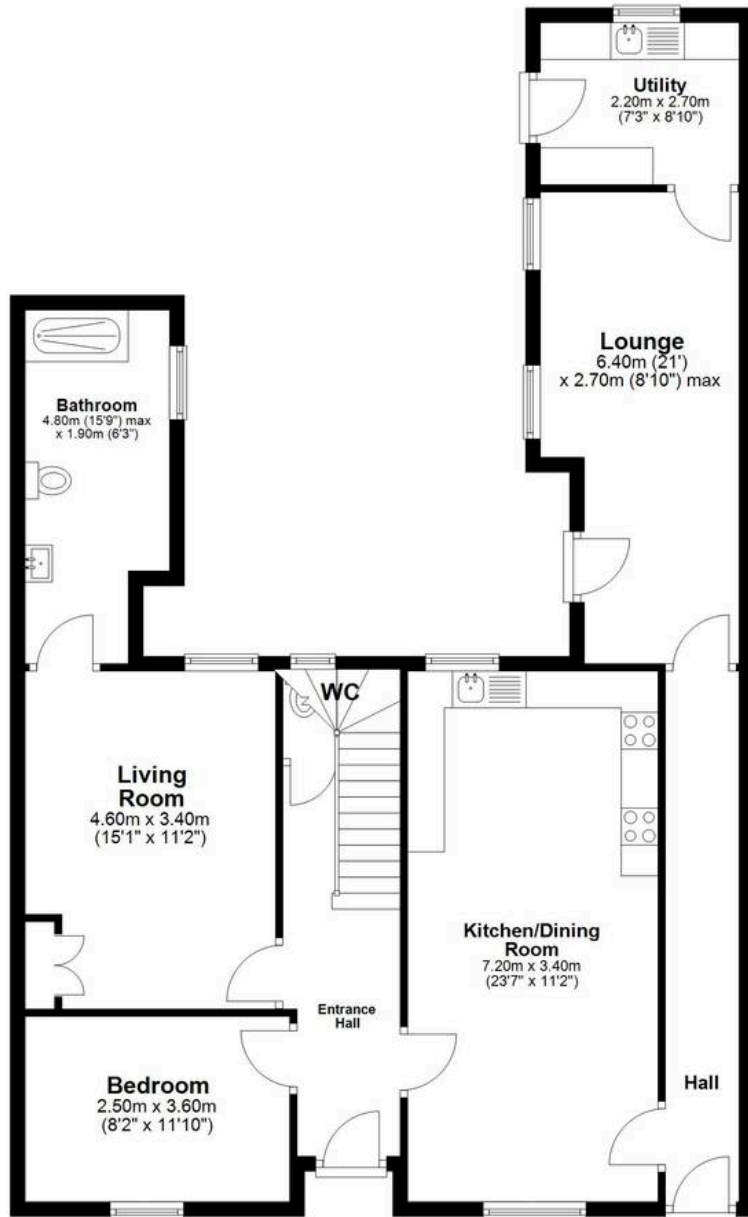 Utility
2.20m x 2.70m
(7'3" x 8'10")
Lounge
6.40m (21')
x 2.70m (8'10") max
Bathroom
4.80m (15'9") max
x 1.90m (6'3")
WC
Living
Room
4.60m x 3.40m
(15'1" x 11'2")
Kitchen/Dining
Room
7.20m x 3.40m
(23'7" x 11'2")
Entrance
Hall
Bedroom
2.50m x 3.60m
(8'2" x 11'10")
Hall